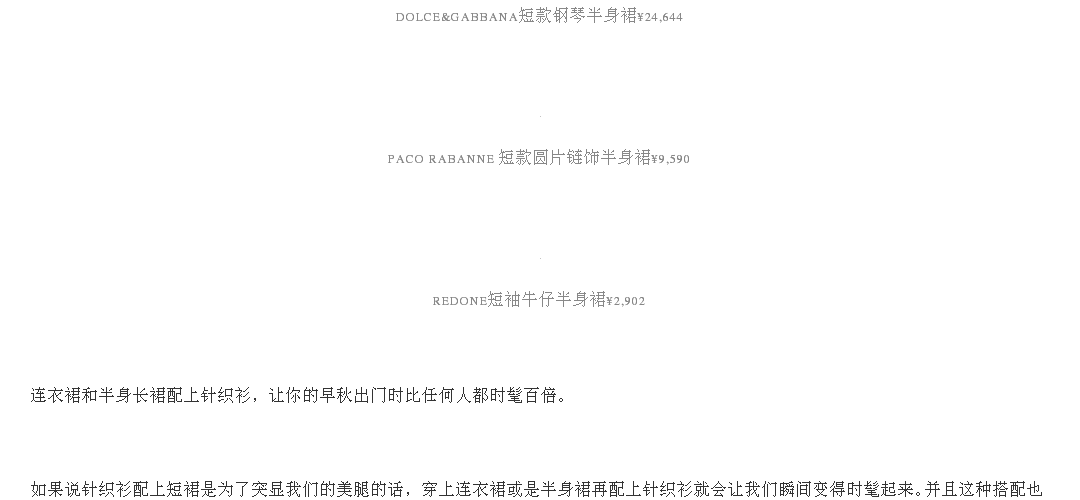 DOLCE&GABBANA短款钢琴半身裙¥24,644
PACO RABANNE 短款圆片链饰半身裙¥9,590
REDONE短袖牛仔半身裙¥2,902
连衣裙和半身长裙配上针织衫，让你的早秋出门时比任何人都时髦百倍。
如果说针织衫配上短裙是为了突显我们的美腿的话，穿上连衣裙或是半身裙再配上针织衫就会让我们瞬间变得时髦起来。并且这种搭配也